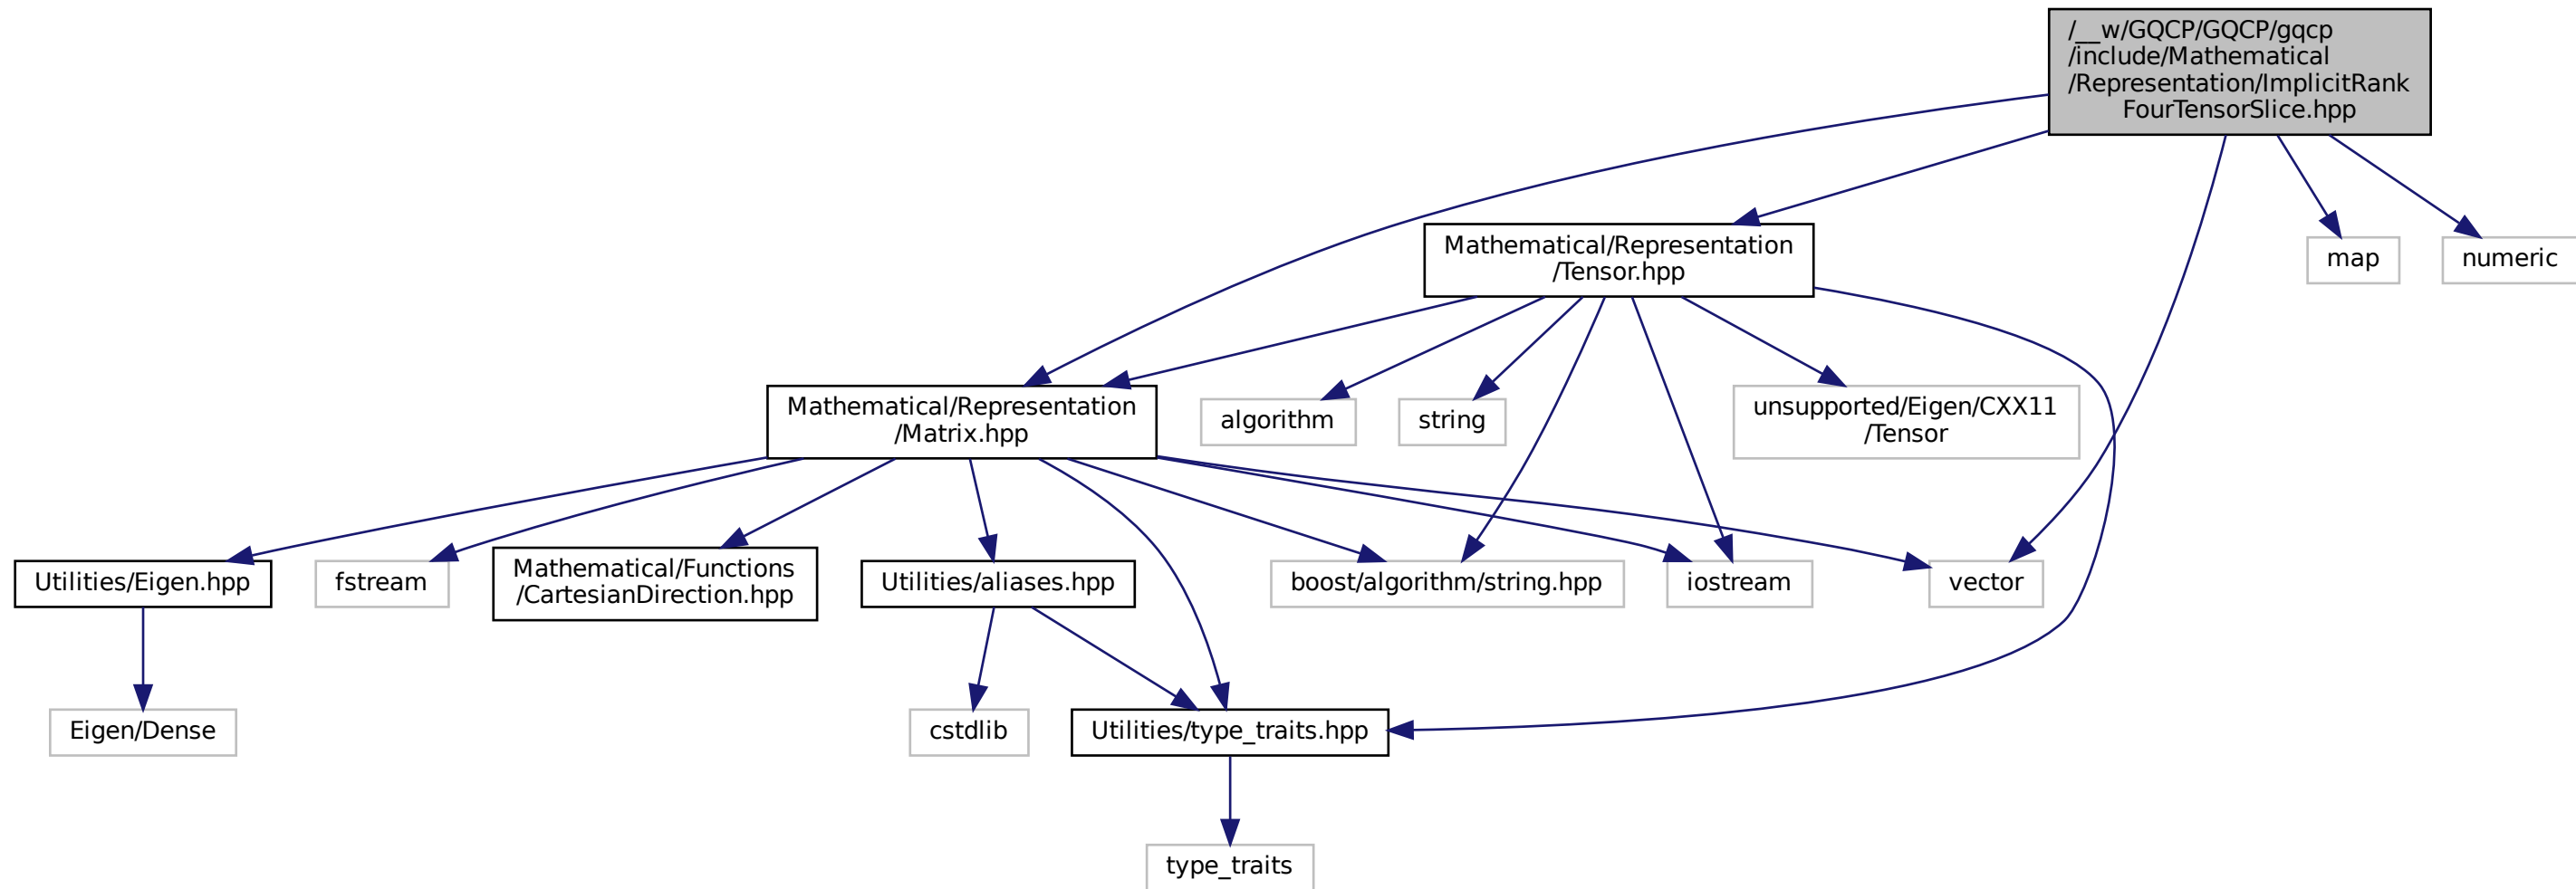 /__w/GQCP/GQCP/gqcp
/include/Mathematical
/Representation/ImplicitRank
FourTensorSlice.hpp
Mathematical/Representation
/Tensor.hpp
map
numeric
Mathematical/Representation
/Matrix.hpp
algorithm
string
unsupported/Eigen/CXX11
/Tensor
Utilities/Eigen.hpp
fstream
Mathematical/Functions
/CartesianDirection.hpp
Utilities/aliases.hpp
boost/algorithm/string.hpp
iostream
vector
Eigen/Dense
cstdlib
Utilities/type_traits.hpp
type_traits